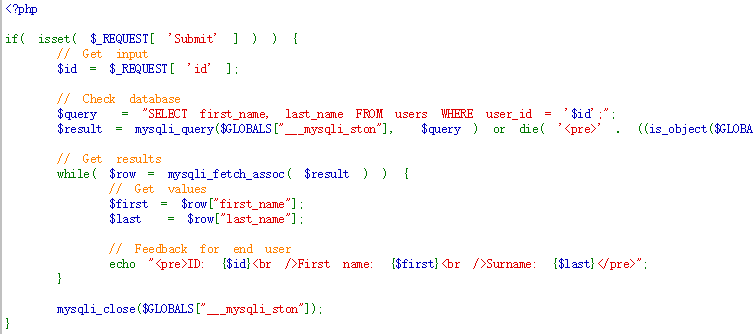 <?php
if( isset( $_REQUEST[ 'Submit' ] ) ) {
// Get input
$id = $_REQUEST[ 'id' ];
// Check database
$query = "SELECT first_name, last_name FROM users WHERE user_id = '$id';";
$result = mysqli_query($GLOBALS["___mysqli_ston"], $query ) or die( '<pre>' . ((is_object($GLOBA
// Get results
while( $row = mysqli_fetch_assoc( $result ) ) {
// Get values
$first = $row["first_name"];
$last = $row["last_name"];
// Feedback for end user
echo "<pre>ID: {$id}<br />First name: {$first}<br />Surname: {$last}</pre>";
}
mysqli_close($GLOBALS["___mysqli_ston"]);
}